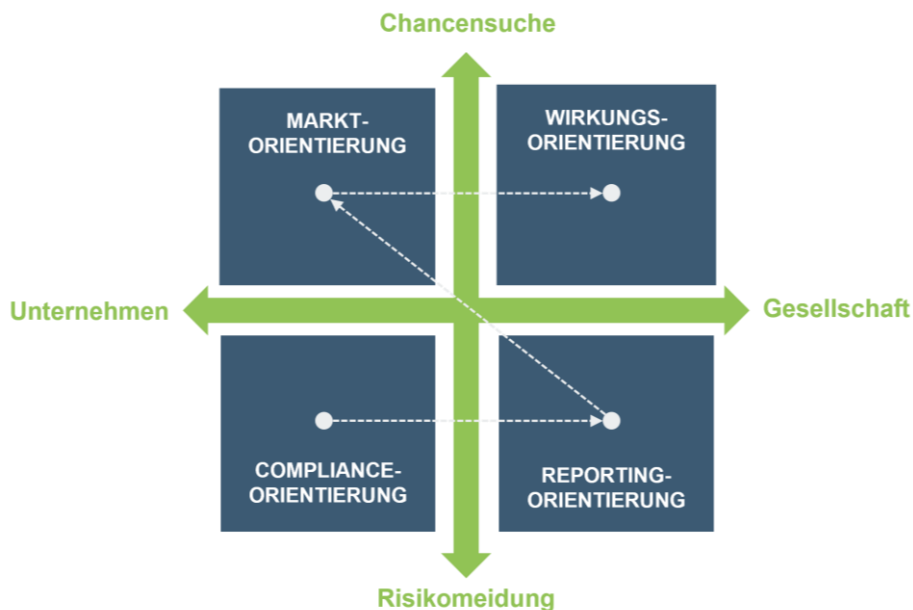 Chancensuche
MARKT-
ORIENTIERUNG
WIRKUNGS-
ORIENTIERUNG
Unternehmen
Gesellschaft
COMPLIANCE-
ORIENTIERUNG
REPORTING-
ORIENTIERUNG
Risikomeidung